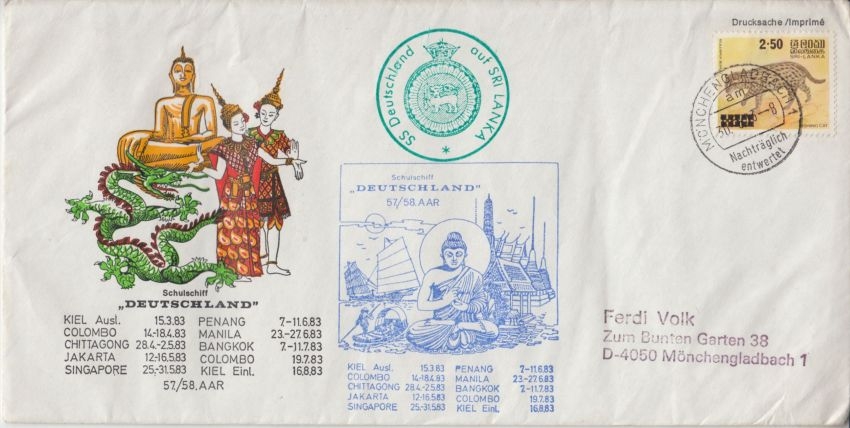 Drucksache /Imprimé
2·50
SRI LANKA
FISHING CAT
MÖNCHENGLADBACH 1
am
-8
Nachträglich
entwertet
SS Deutschland auf SRI LANKA
*
Schulschiff
„DEUTSCHLAND"
KIEL Ausl. 15.3.83 PENANG 7-11.6.83
COLOMBO 14-18.4.83 MANILA 23.-27.6.83
CHITTAGONG 28.4.-2.5.83 BANGKOK 7.-11.7.83
JAKARTA 12-16.5.83 COLOMBO 19.7.83
SINGAPORE 25.-31.5.83 KIEL Einl. 16.8.83
57/58.AAR
Schulschiff
„DEUTSCHLAND"
57/58.AAR
KIEL Ausl. 15.3.83 PENANG 7-11.6.83
COLOMBO 14-18.4.83 MANILA 23-27.6.83
CHITTAGONG 28.4-2.5.83 BANGKOK 7.-11.7.83
JAKARTA 12-16.5.83 COLOMBO 19.7.83
SINGAPORE 25.-31.5.83 KIEL Einl. 16.8.83
Ferdi Volk
Zum Bunten Garten 38
D-4050 Mönchengladbach 1